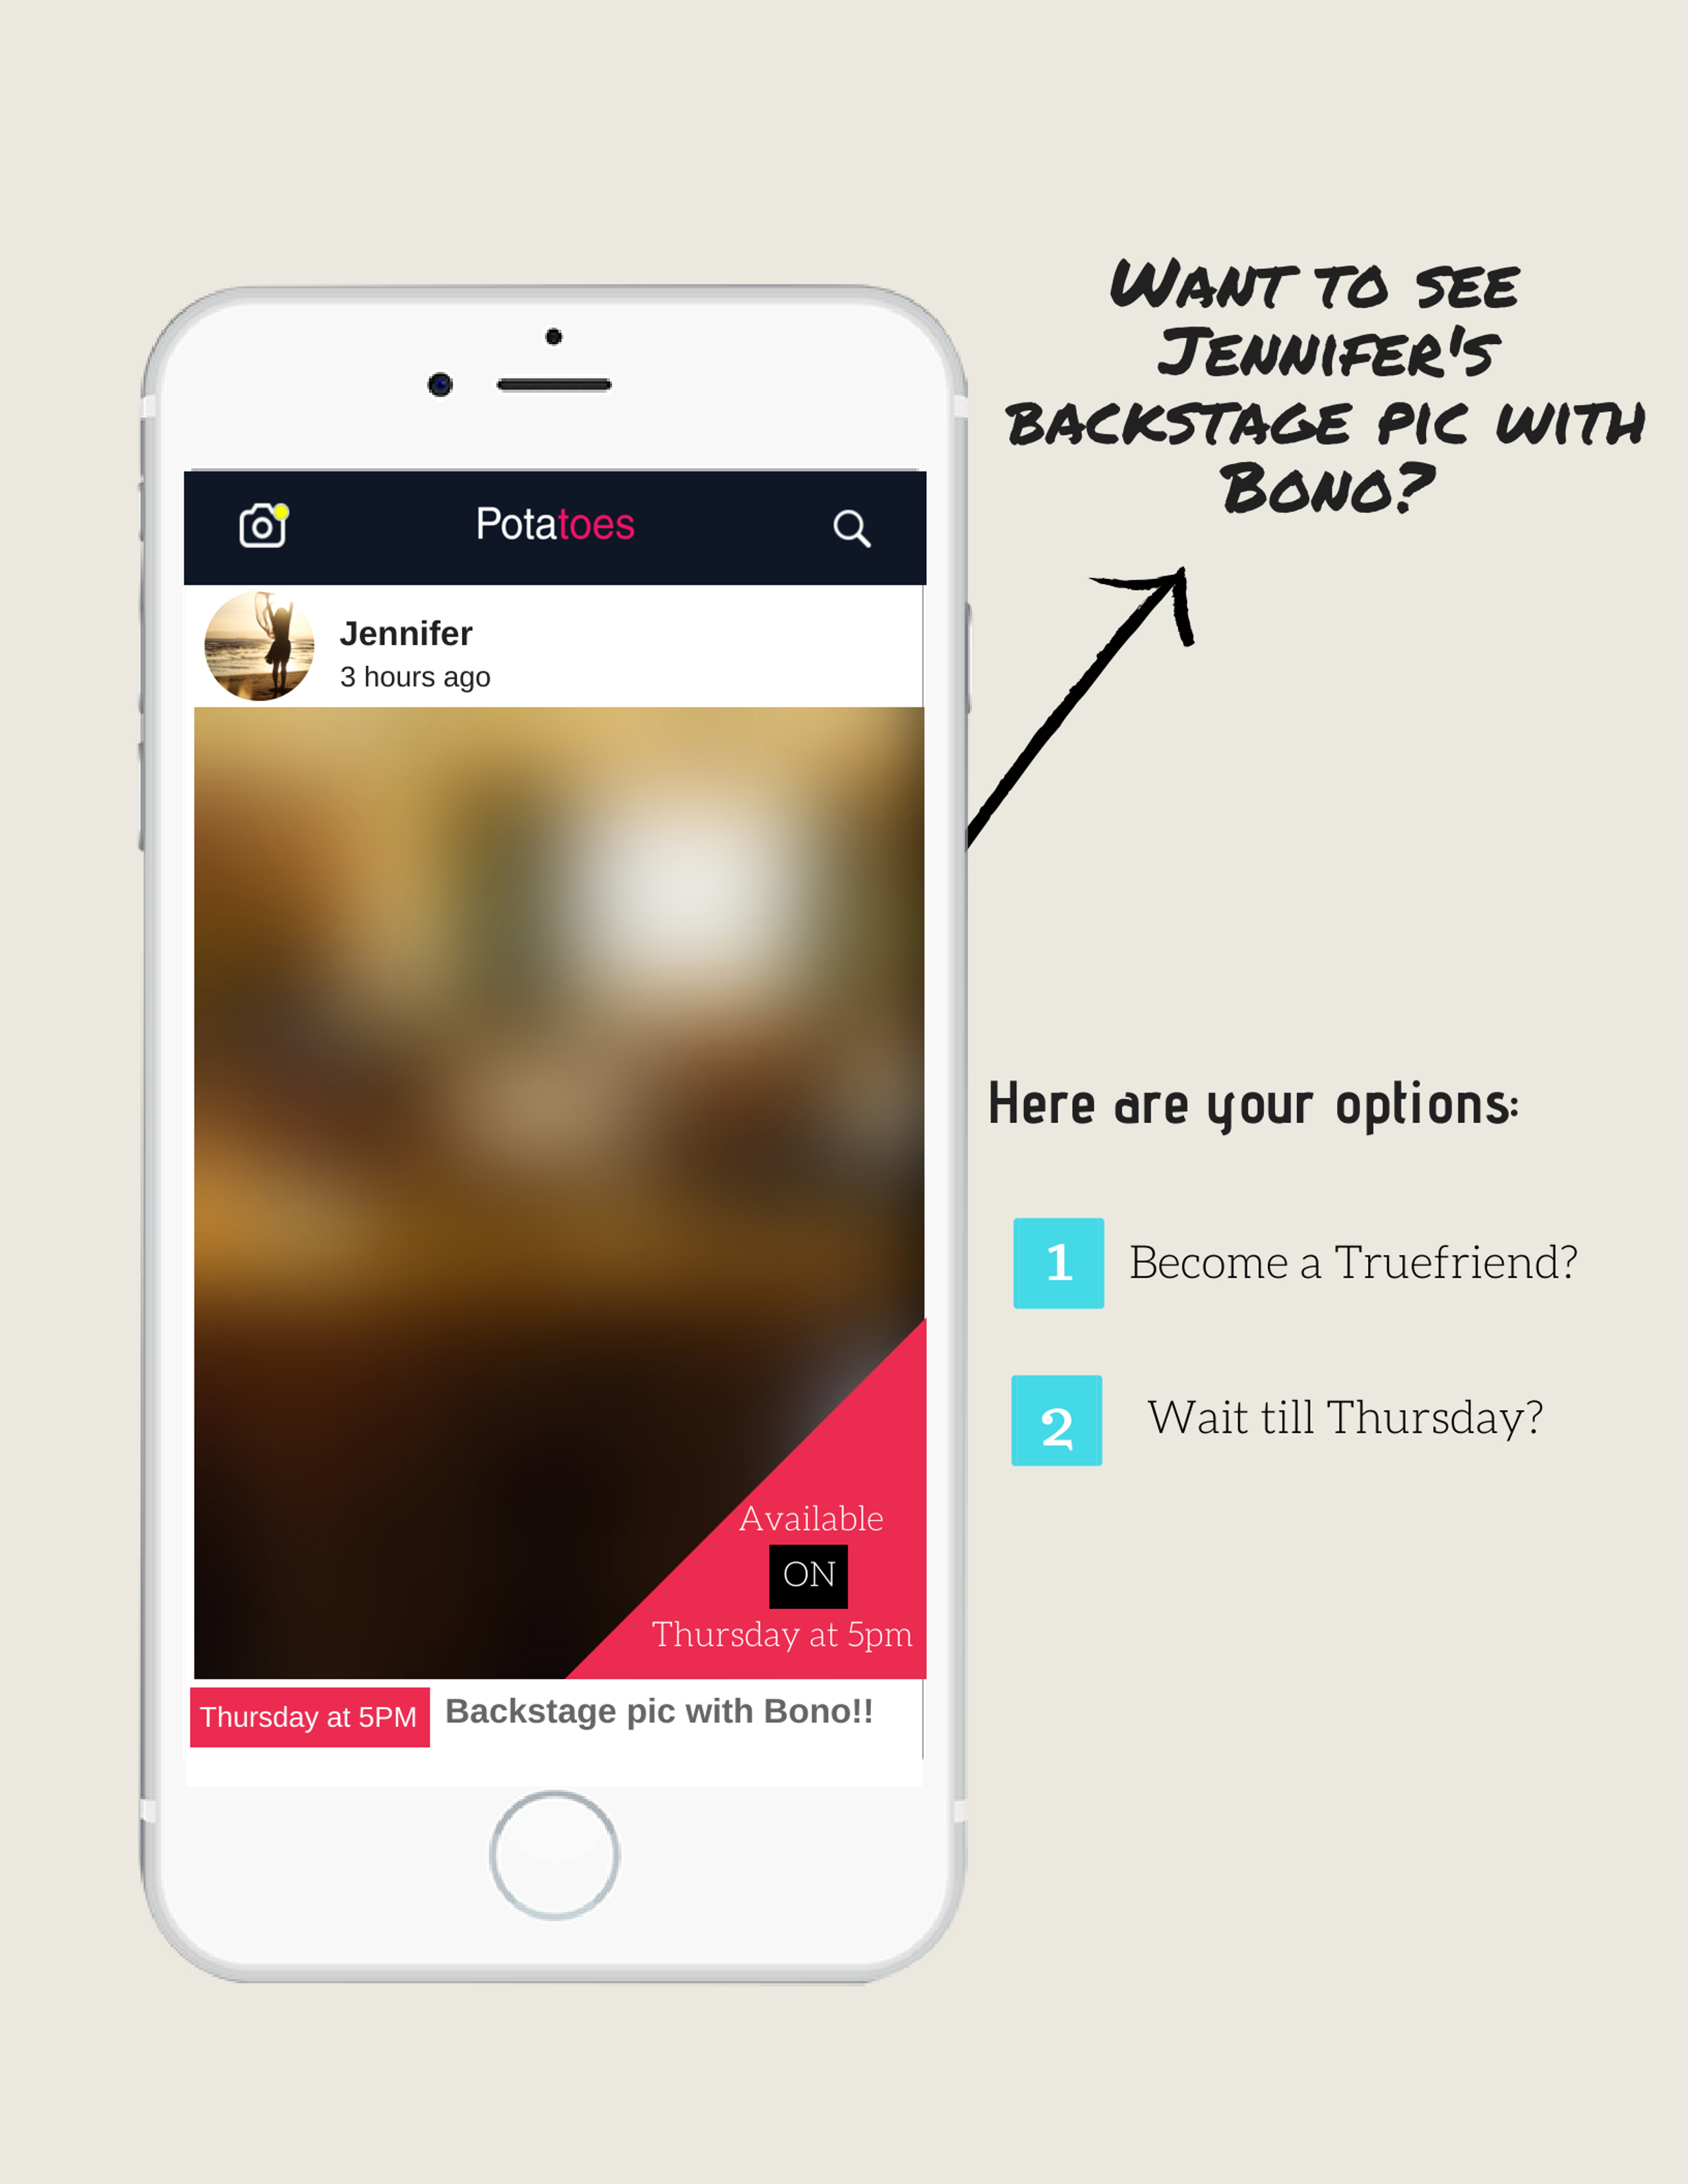 WANT TO SEE
JENNIFER'S
BACKSTAGE PIC WITH
BONO?
Potatoes
Jennifer
3 hours ago
Here are your options:
1 Become a Truefriend?
2 Wait till Thursday?
Available
ON
Thursday at 5pm
Thursday at 5PM Backstage pic with Bono!!